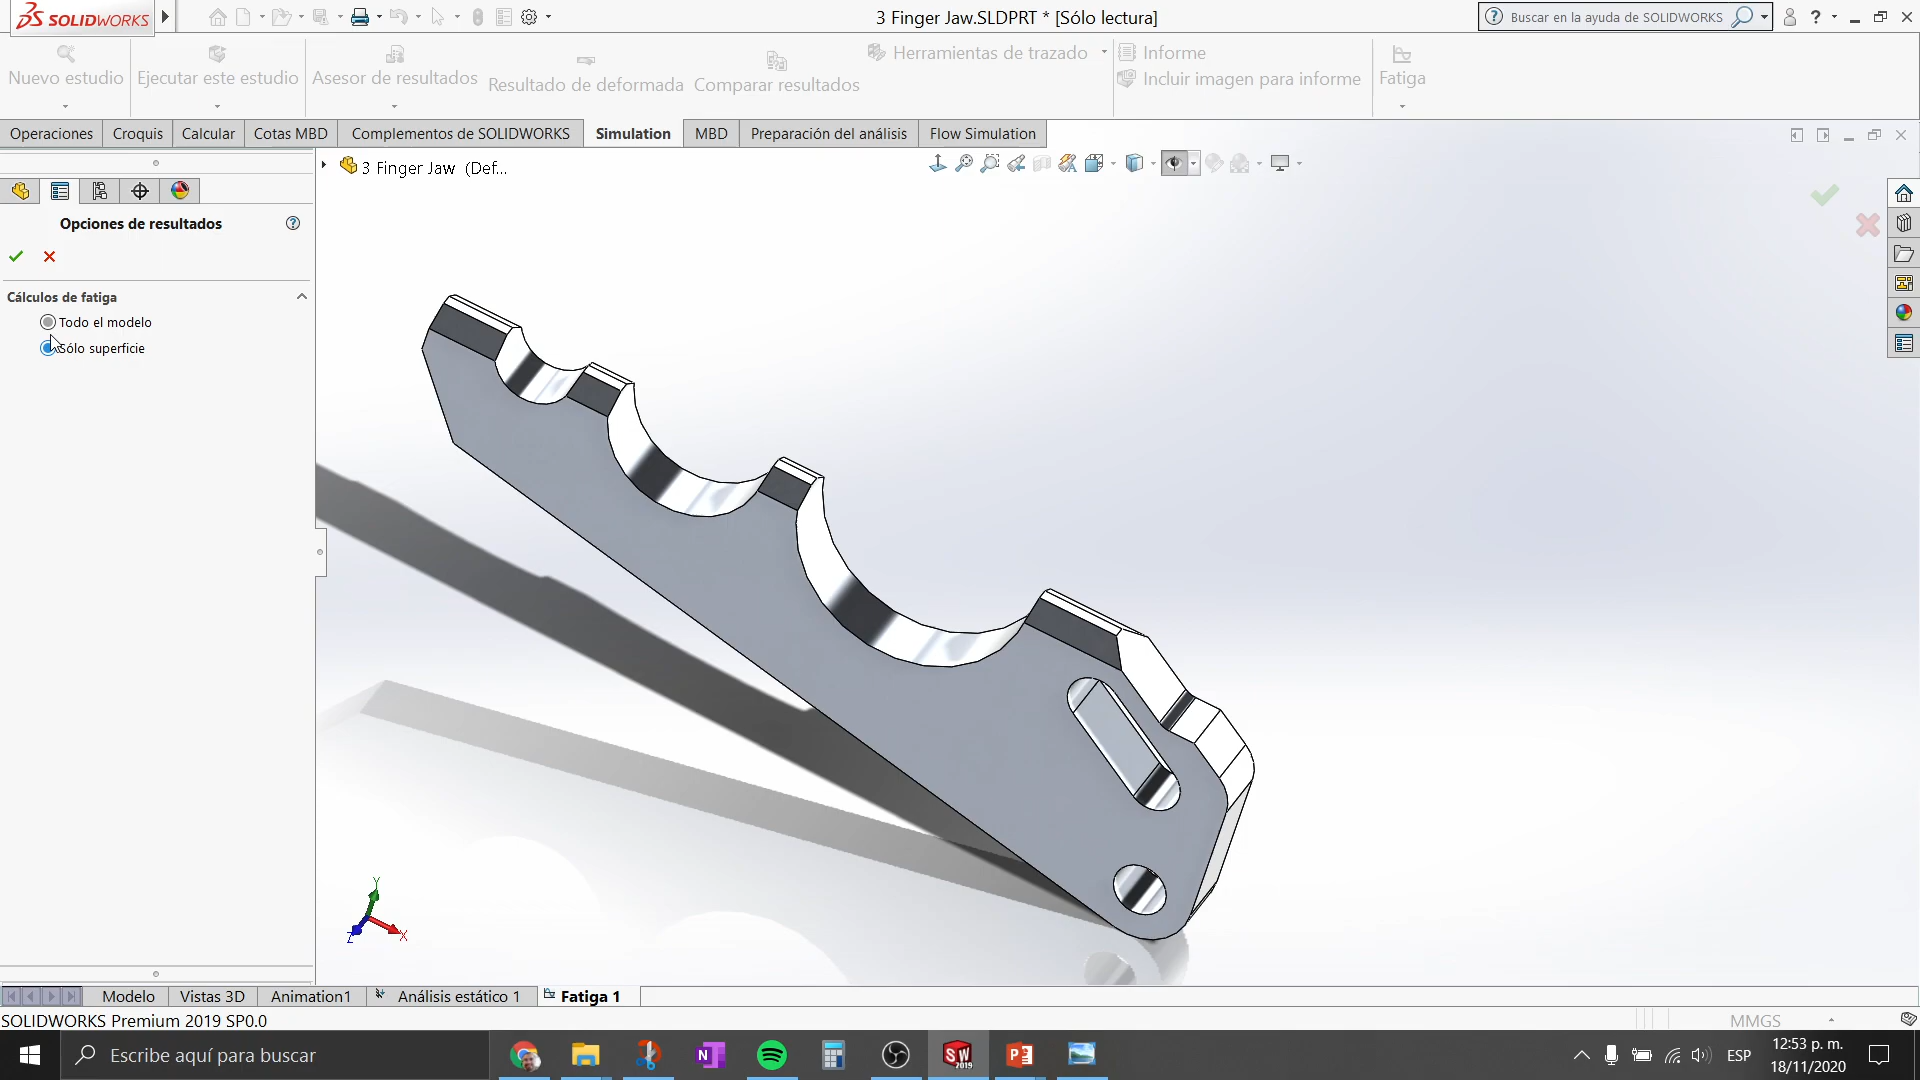 SOLIDWORKS
3 Finger Jaw.SLDPRT * [Sólo lectura]
Buscar en la ayuda de SOLIDWORKS
?
Nuevo estudio
Ejecutar este estudio
Asesor de resultados
Resultado de deformada
Comparar resultados
Herramientas de trazado
Informe
Incluir imagen para informe
Fatiga
Operaciones
Croquis
Calcular
Cotas MBD
Complementos de SOLIDWORKS
Simulation
MBD
Preparación del análisis
Flow Simulation
3 Finger Jaw (Def...
Opciones de resultados
?
Cálculos de fatiga
Todo el modelo
Sólo superficie
Y
X
Z
Modelo
Vistas 3D
Animation1
Análisis estático 1
Fatiga 1
SOLIDWORKS Premium 2019 SP0.0
MMGS
Escribe aquí para buscar
SW
2019
ESP
12:53 p. m.
18/11/2020